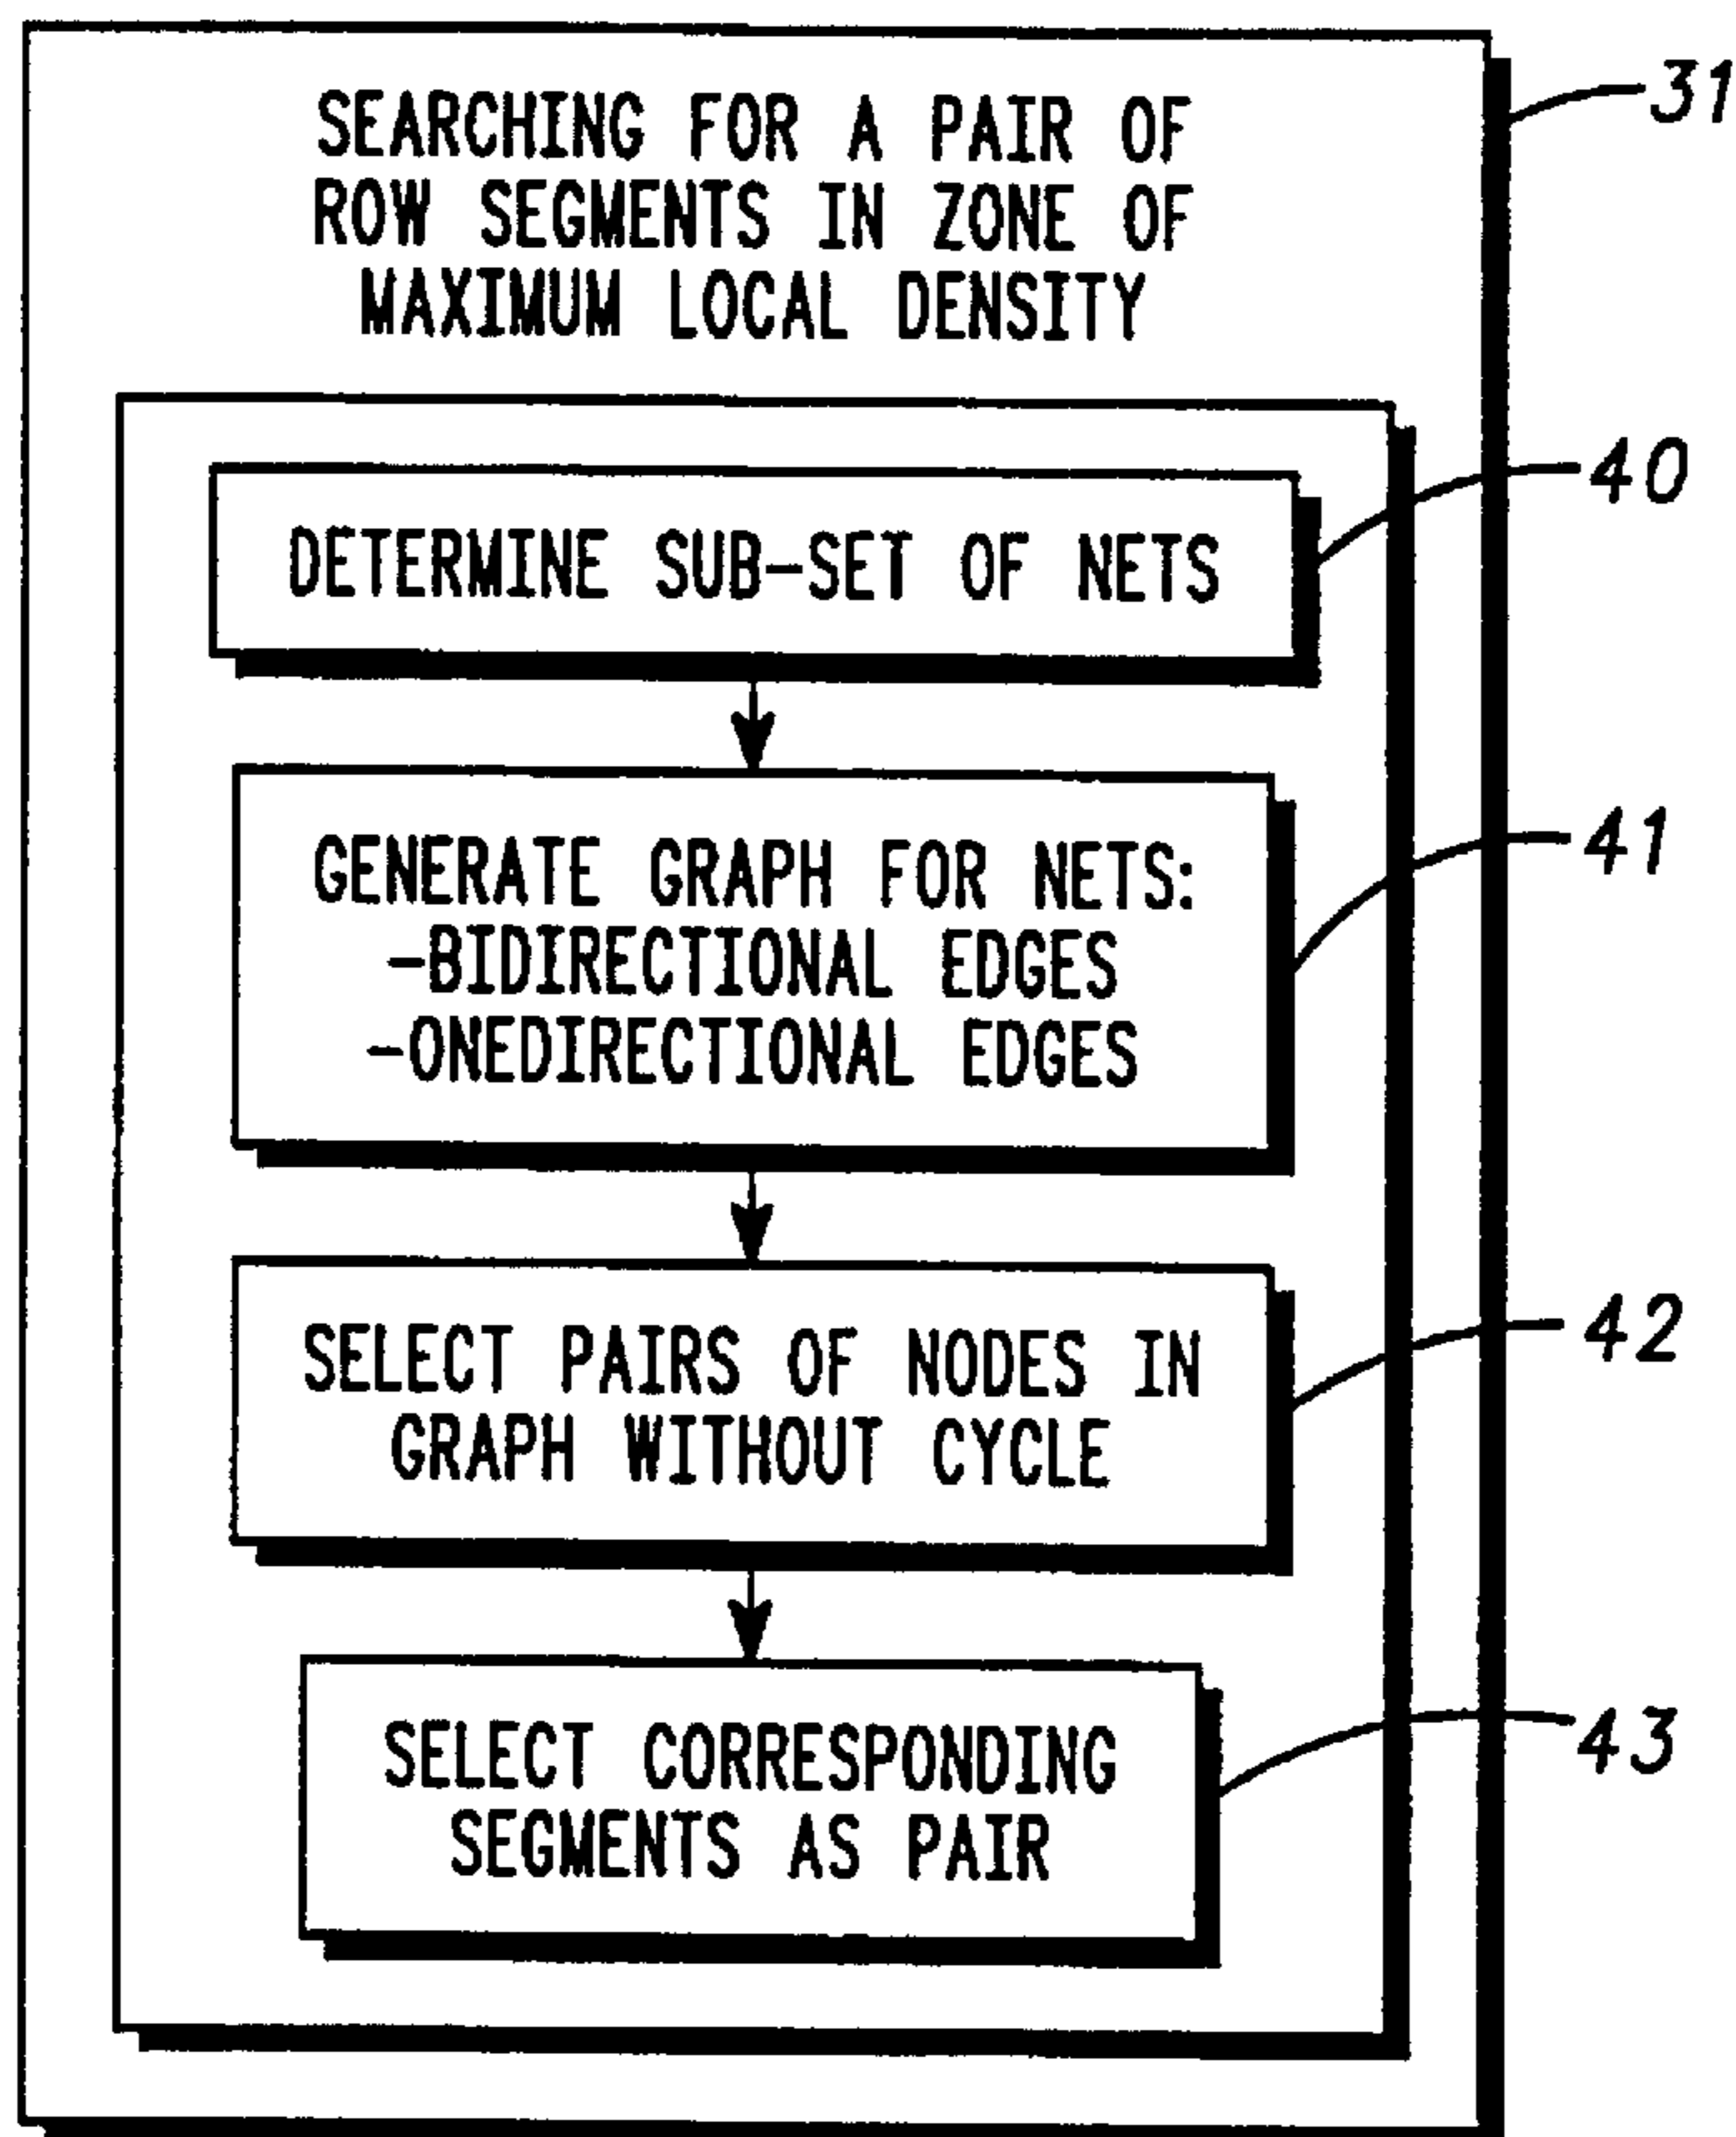 SEARCHING FOR A PAIR OF
ROW SEGMENTS IN ZONE OF
MAXIMUM LOCAL DENSITY
31
DETERMINE SUB-SET OF NETS
40
GENERATE GRAPH FOR NETS:
-BIDIRECTIONAL EDGES
-ONEDIRECTIONAL EDGES
41
SELECT PAIRS OF NODES IN
GRAPH WITHOUT CYCLE
42
SELECT CORRESPONDING
SEGMENTS AS PAIR
43